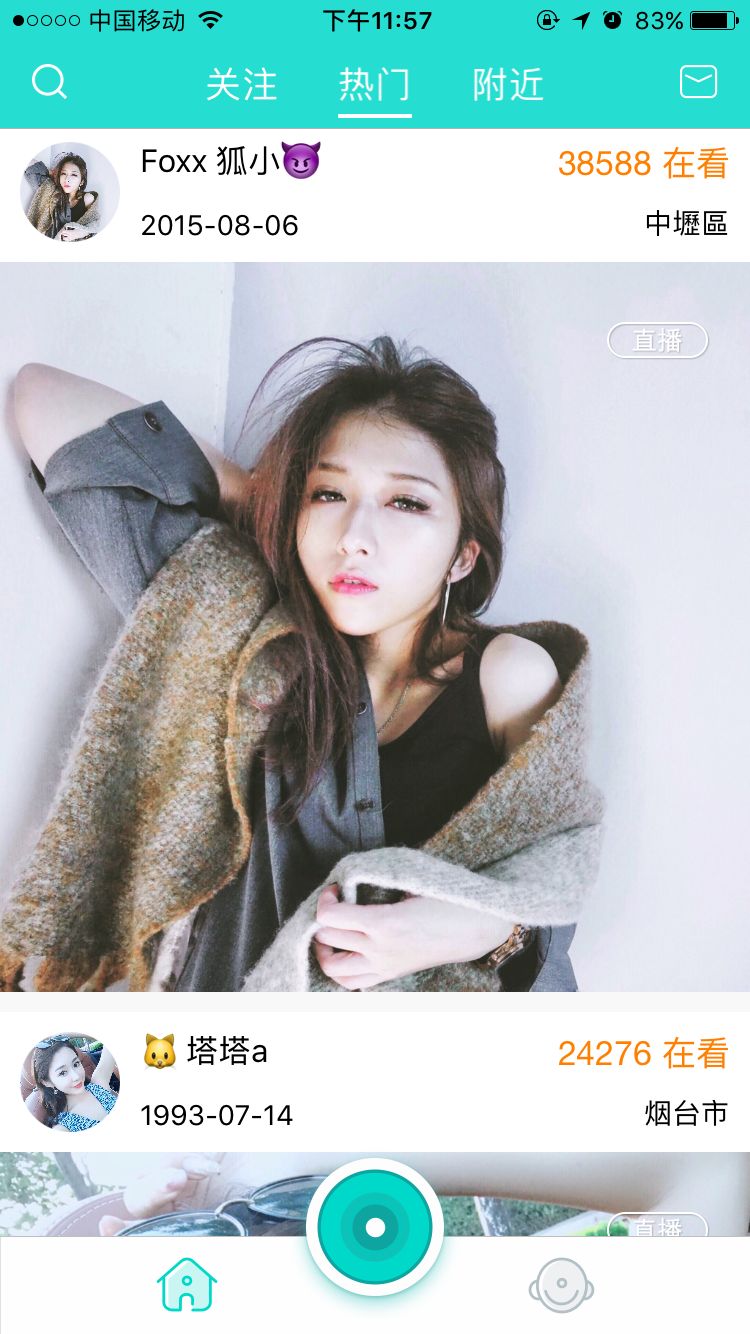 中国移动 下午11:57 83%
关注 热门 附近
Foxx 狐小😈 38588 在看
2015-08-06 中壢區
直播
🐱 塔塔a 24276 在看
1993-07-14 烟台市
直播